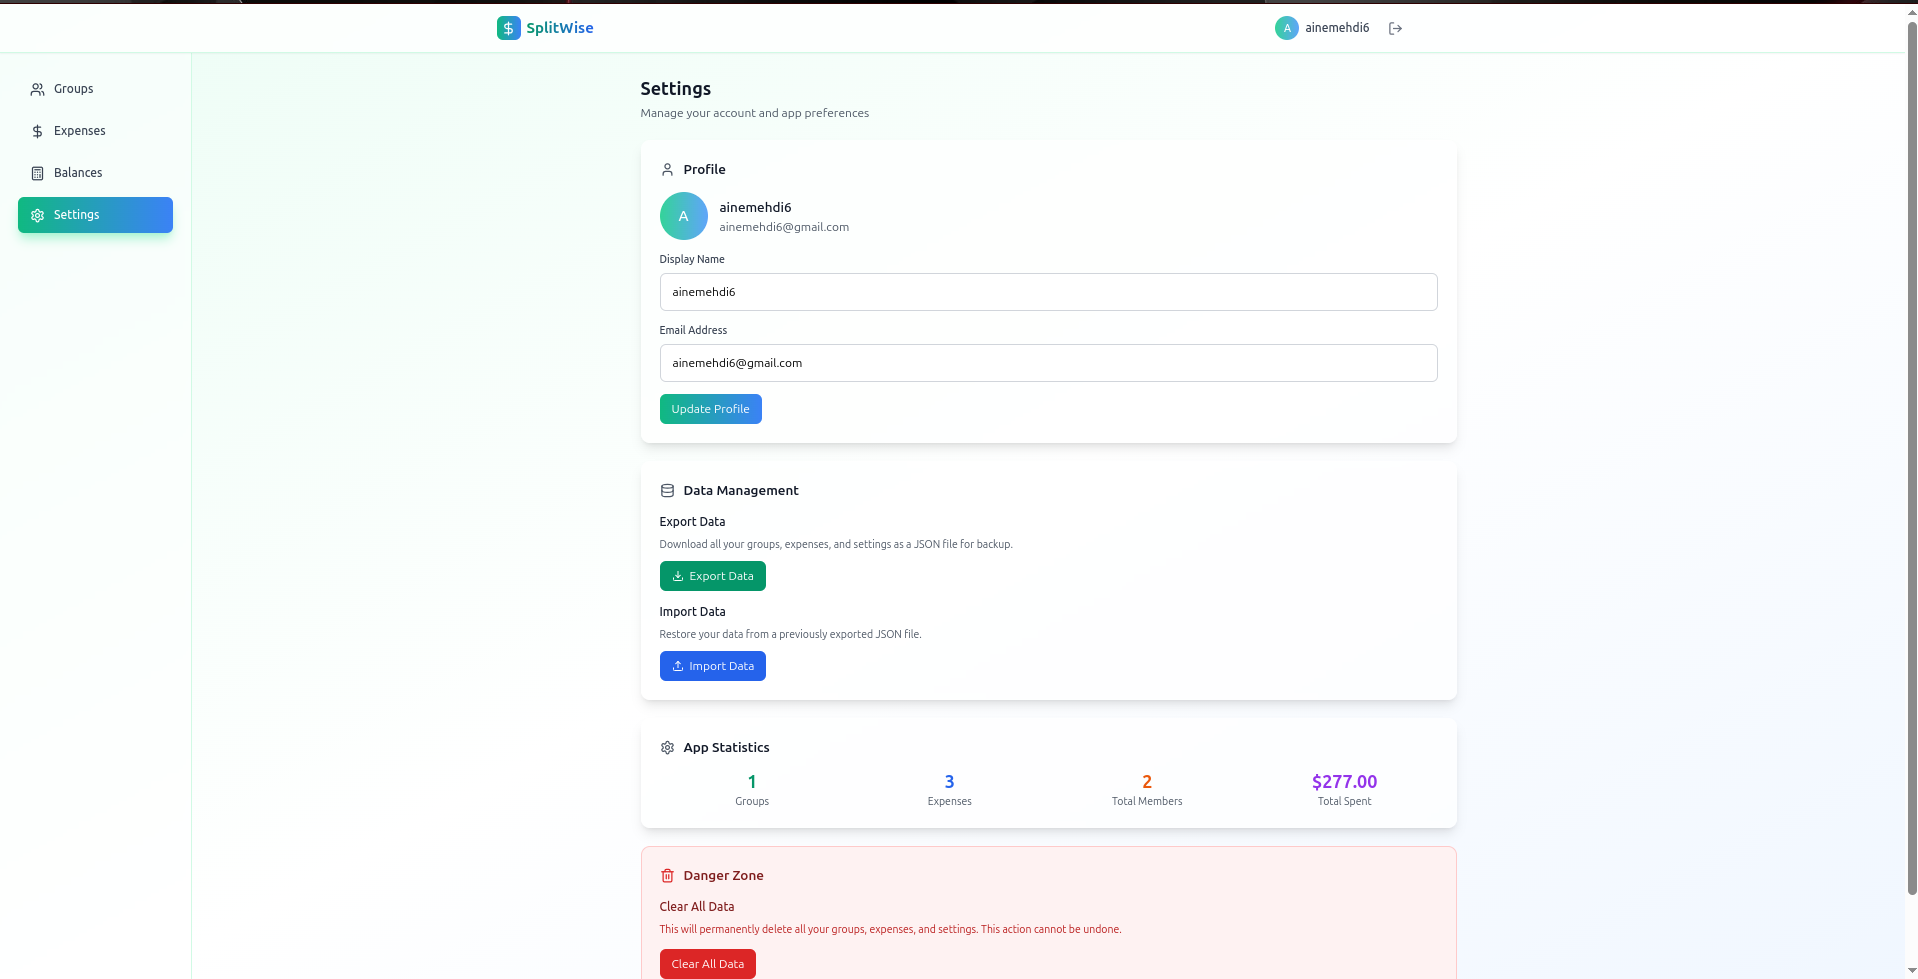 $ SplitWise
A ainemehdi6
Groups
Expenses
Balances
Settings
Settings
Manage your account and app preferences
Profile
A
ainemehdi6
ainemehdi6@gmail.com
Display Name
ainemehdi6
Email Address
ainemehdi6@gmail.com
Update Profile
Data Management
Export Data
Download all your groups, expenses, and settings as a JSON file for backup.
Export Data
Import Data
Restore your data from a previously exported JSON file.
Import Data
App Statistics
1
Groups
3
Expenses
2
Total Members
$277.00
Total Spent
Danger Zone
Clear All Data
This will permanently delete all your groups, expenses, and settings. This action cannot be undone.
Clear All Data